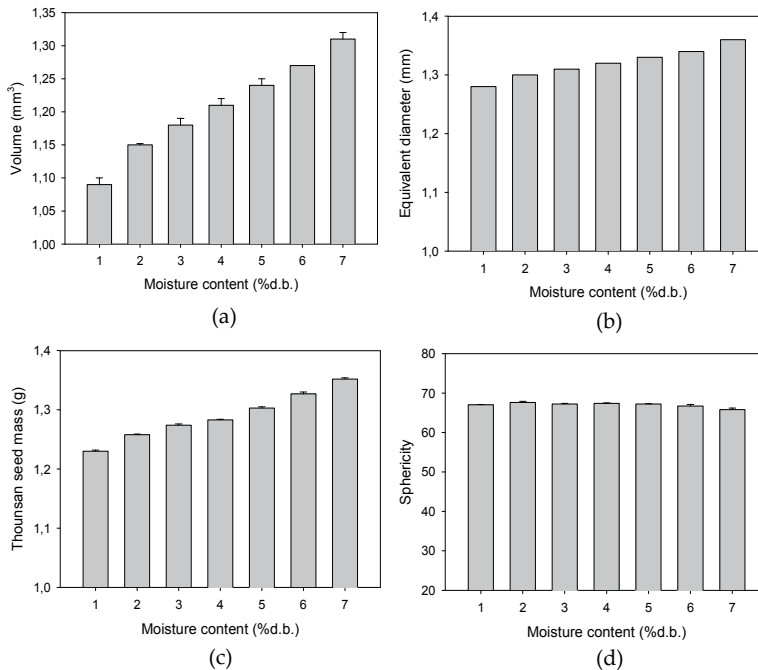 Volume (mm³)
1,35
1,30
1,25
1,20
1,15
1,10
1,05
1,00
1 2 3 4 5 6 7
Moisture content (%d.b.)
(a)
Equivalent diameter (mm)
1,4
1,3
1,2
1,1
1,0
1 2 3 4 5 6 7
Moisture content (%d.b.)
(b)
Thounsan seed mass (g)
1,4
1,3
1,2
1,1
1,0
1 2 3 4 5 6 7
Moisture content (%d.b.)
(c)
Sphericity
80
70
60
50
40
30
20
1 2 3 4 5 6 7
Moisture content (%d.b.)
(d)